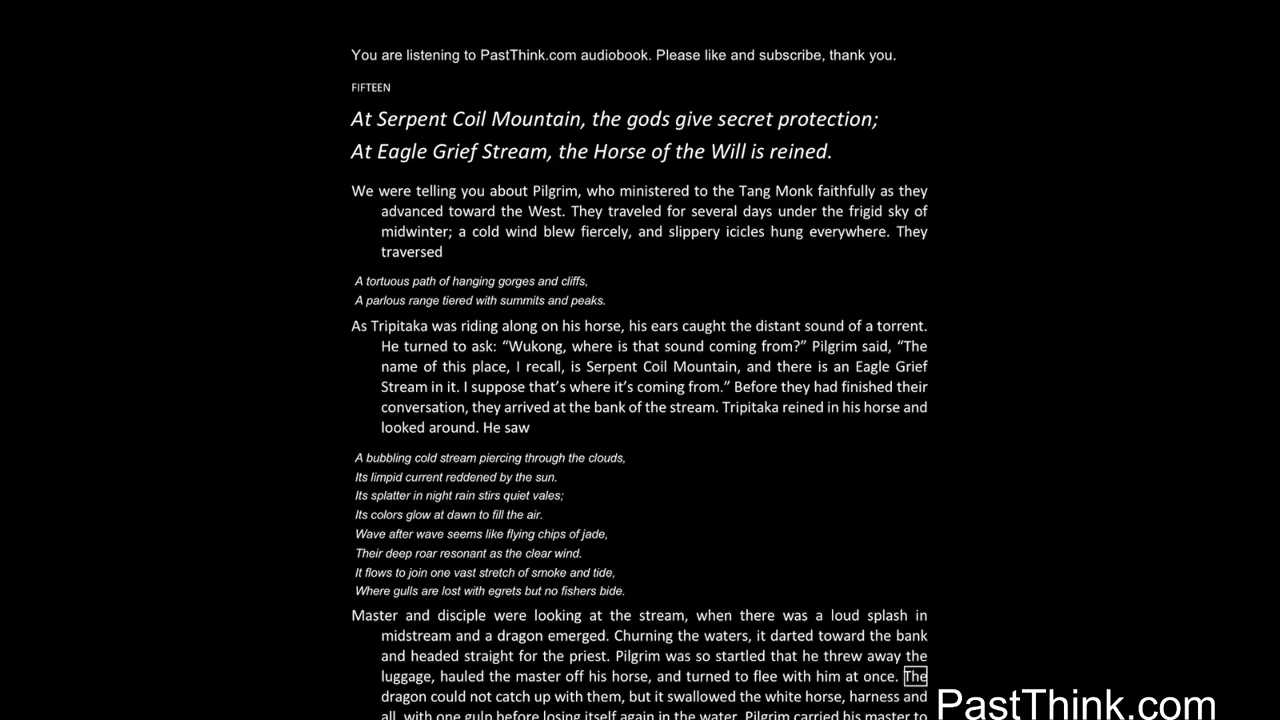 You are listening to PastThink.com audiobook. Please like and subscribe, thank you.
FIFTEEN
At Serpent Coil Mountain, the gods give secret protection;
At Eagle Grief Stream, the Horse of the Will is reined.
We were telling you about Pilgrim, who ministered to the Tang Monk faithfully as they
advanced toward the West. They traveled for several days under the frigid sky of
midwinter; a cold wind blew fiercely, and slippery icicles hung everywhere. They
traversed
A tortuous path of hanging gorges and cliffs,
A parlous range tiered with summits and peaks.
As Tripitaka was riding along on his horse, his ears caught the distant sound of a torrent.
He turned to ask: “Wukong, where is that sound coming from?” Pilgrim said, “The
name of this place, I recall, is Serpent Coil Mountain, and there is an Eagle Grief
Stream in it. I suppose that’s where it’s coming from.” Before they had finished their
conversation, they arrived at the bank of the stream. Tripitaka reined in his horse and
looked around. He saw
A bubbling cold stream piercing through the clouds,
Its limpid current reddened by the sun.
Its splatter in night rain stirs quiet vales;
Its colors glow at dawn to fill the air.
Wave after wave seems like flying chips of jade,
Their deep roar resonant as the clear wind.
It flows to join one vast stretch of smoke and tide,
Where gulls are lost with egrets but no fishers bide.
Master and disciple were looking at the stream, when there was a loud splash in
midstream and a dragon emerged. Churning the waters, it darted toward the bank
and headed straight for the priest. Pilgrim was so startled that he threw away the
luggage, hauled the master off his horse, and turned to flee with him at once. The
dragon could not catch up with them, but it swallowed the white horse, harness and
all, with one gulp before losing itself again in the water. Pilgrim carried his master to
PastThink.com